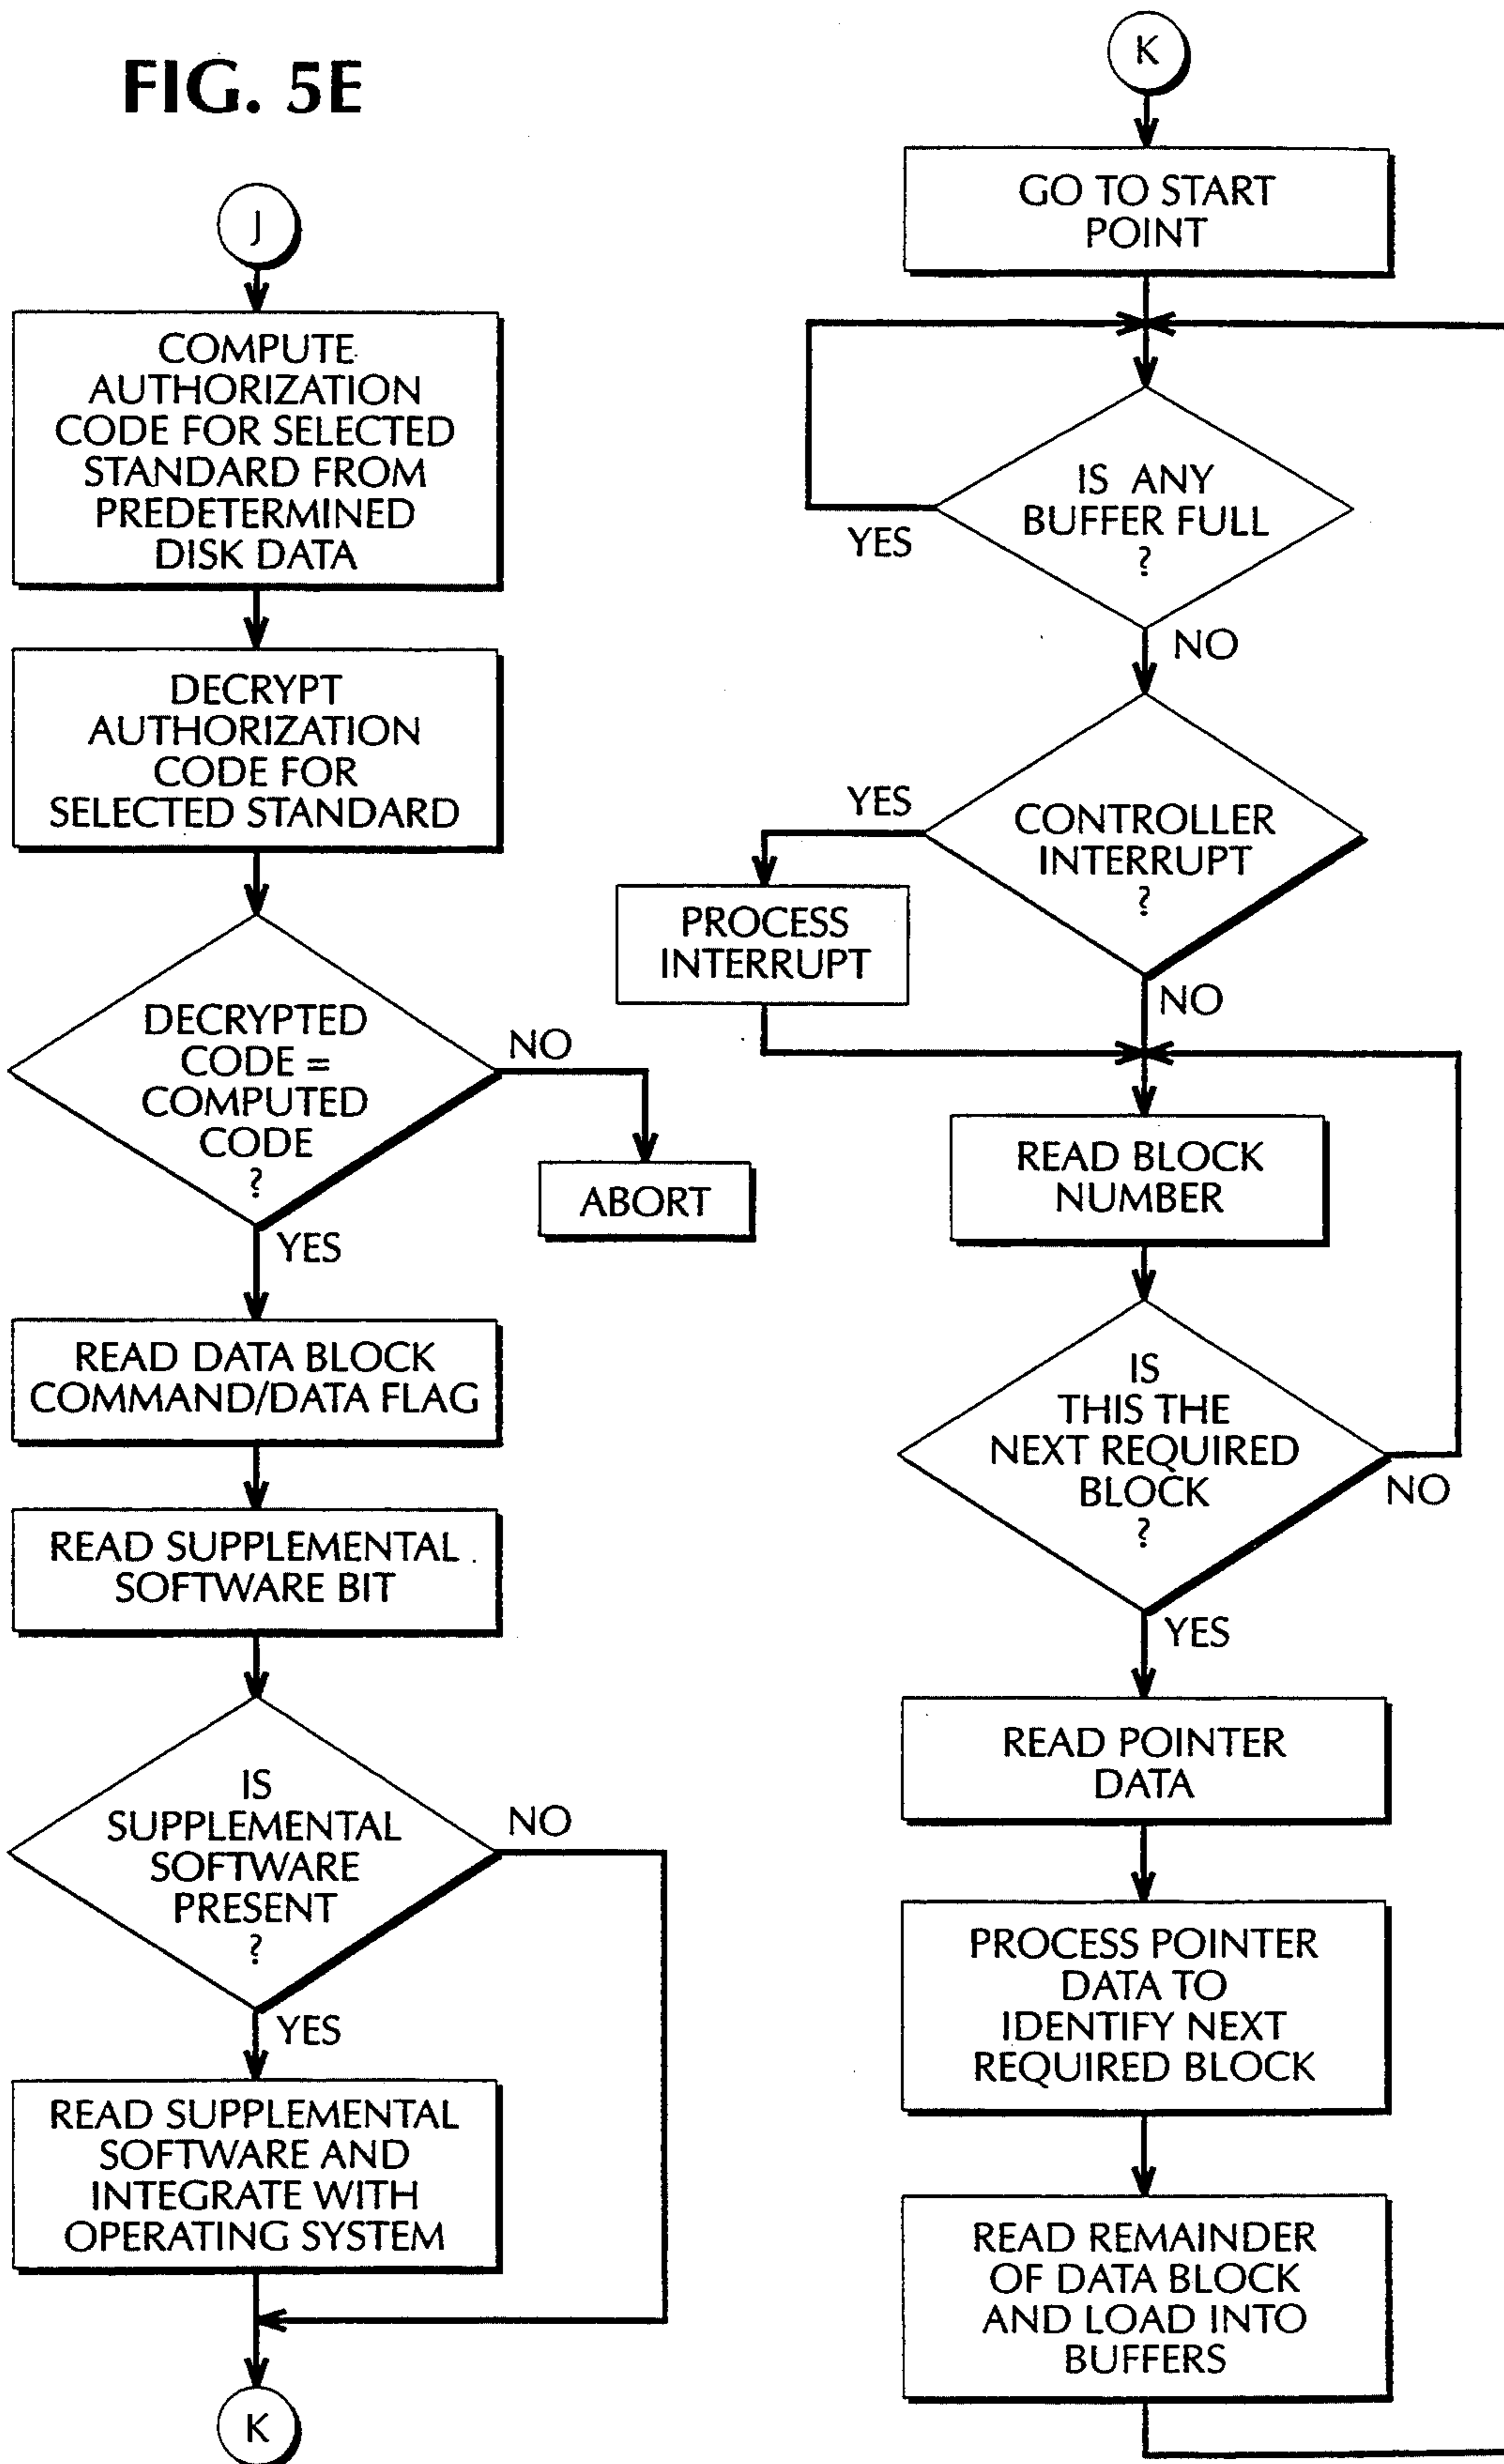 FIG. 5E
J
COMPUTE
AUTHORIZATION
CODE FOR SELECTED
STANDARD FROM
PREDETERMINED
DISK DATA
DECRYPT
AUTHORIZATION
CODE FOR
SELECTED STANDARD
DECRYPTED
CODE =
COMPUTED
CODE
?
NO
ABORT
YES
READ DATA BLOCK
COMMAND/DATA FLAG
READ SUPPLEMENTAL
SOFTWARE BIT
IS
SUPPLEMENTAL
SOFTWARE
PRESENT
?
NO
YES
READ SUPPLEMENTAL
SOFTWARE AND
INTEGRATE WITH
OPERATING SYSTEM
K
K
GO TO START
POINT
IS ANY
BUFFER FULL
?
YES
NO
CONTROLLER
INTERRUPT
?
YES
PROCESS
INTERRUPT
NO
READ BLOCK
NUMBER
IS
THIS THE
NEXT REQUIRED
BLOCK
?
NO
YES
READ POINTER
DATA
PROCESS POINTER
DATA TO
IDENTIFY NEXT
REQUIRED BLOCK
READ REMAINDER
OF DATA BLOCK
AND LOAD INTO
BUFFERS